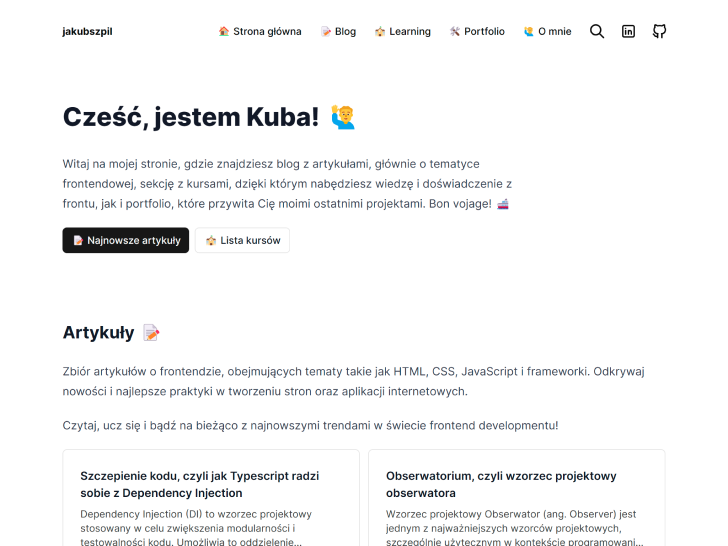 jakubszpil
Strona główna
Blog
Learning
Portfolio
O mnie
Cześć, jestem Kuba!
Witaj na mojej stronie, gdzie znajdziesz blog z artykułami, głównie o tematyce
frontendowej, sekcję z kursami, dzięki którym nabędziesz wiedzę i doświadczenie z
frontu, jak i portfolio, które przywita Cię moimi ostatnimi projektami. Bon vojage!
Najnowsze artykuły
Lista kursów
Artykuły
Zbiór artykułów o frontendzie, obejmujących tematy takie jak HTML, CSS, JavaScript i frameworki. Odkrywaj
nowości i najlepsze praktyki w tworzeniu stron oraz aplikacji internetowych.
Czytaj, ucz się i bądź na bieżąco z najnowszymi trendami w świecie frontend developmentu!
Szczepienie kodu, czyli jak Typescript radzi
sobie z Dependency Injection
Dependency Injection (DI) to wzorzec projektowy
stosowany w celu zwiększenia modularności i
testowalności kodu. Umożliwia to oddzielenie...
Obserwatorium, czyli wzorzec projektowy
obserwatora
Wzorzec projektowy Obserwator (ang. Observer) jest
jednym z najważniejszych wzorców projektowych,
szczególnie użytecznym w kontekście programowani...